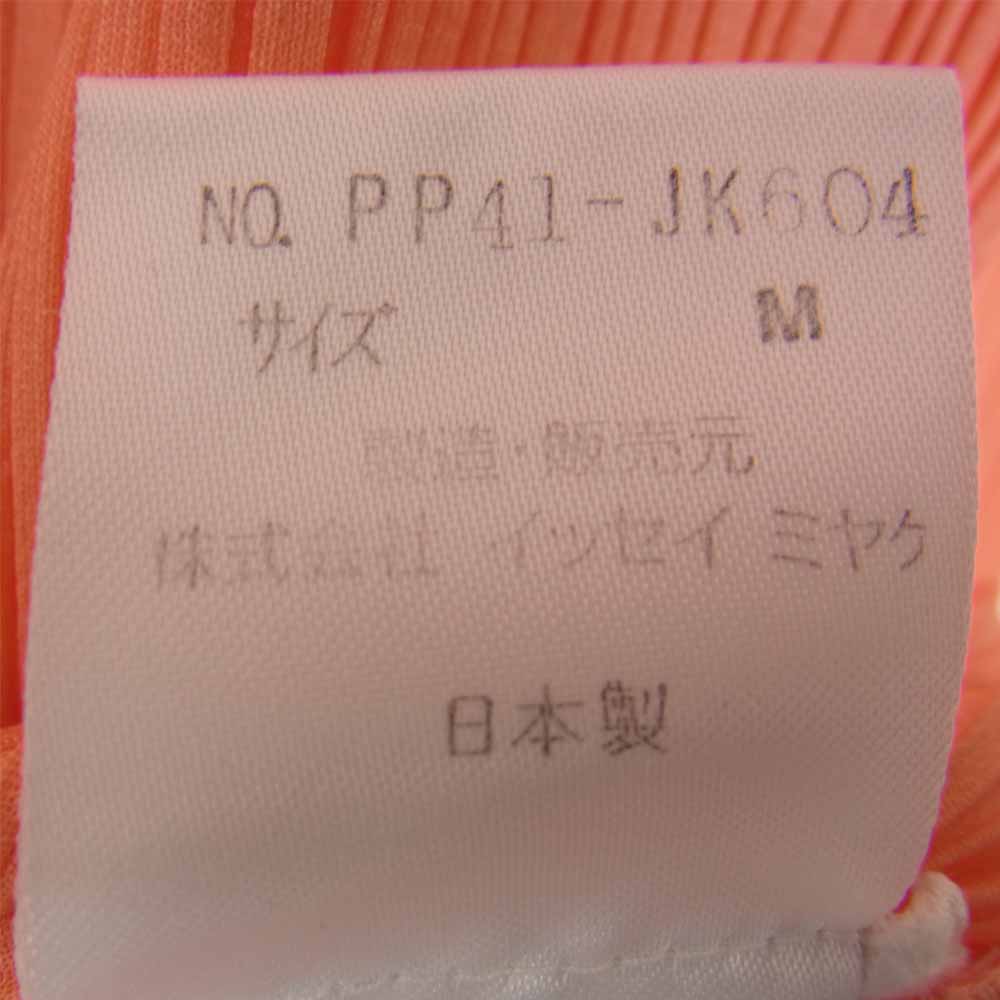 NO. PP41-JK604
サイズ M
製造・販売元
株式会社 イッセイ ミヤケ
日本製